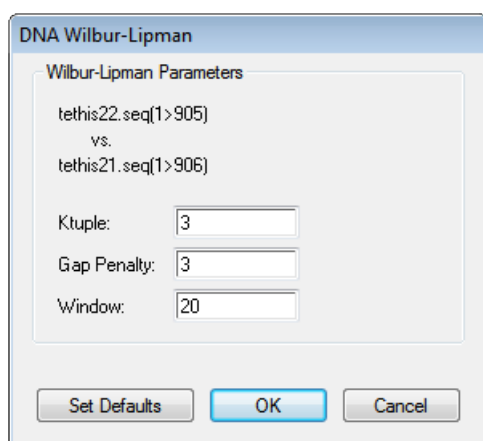 DNA Wilbur-Lipman
Wilbur-Lipman Parameters
tethis22.seq(1>905)
vs.
tethis21.seq(1>906)
Ktuple: 3
Gap Penalty: 3
Window: 20
Set Defaults OK Cancel